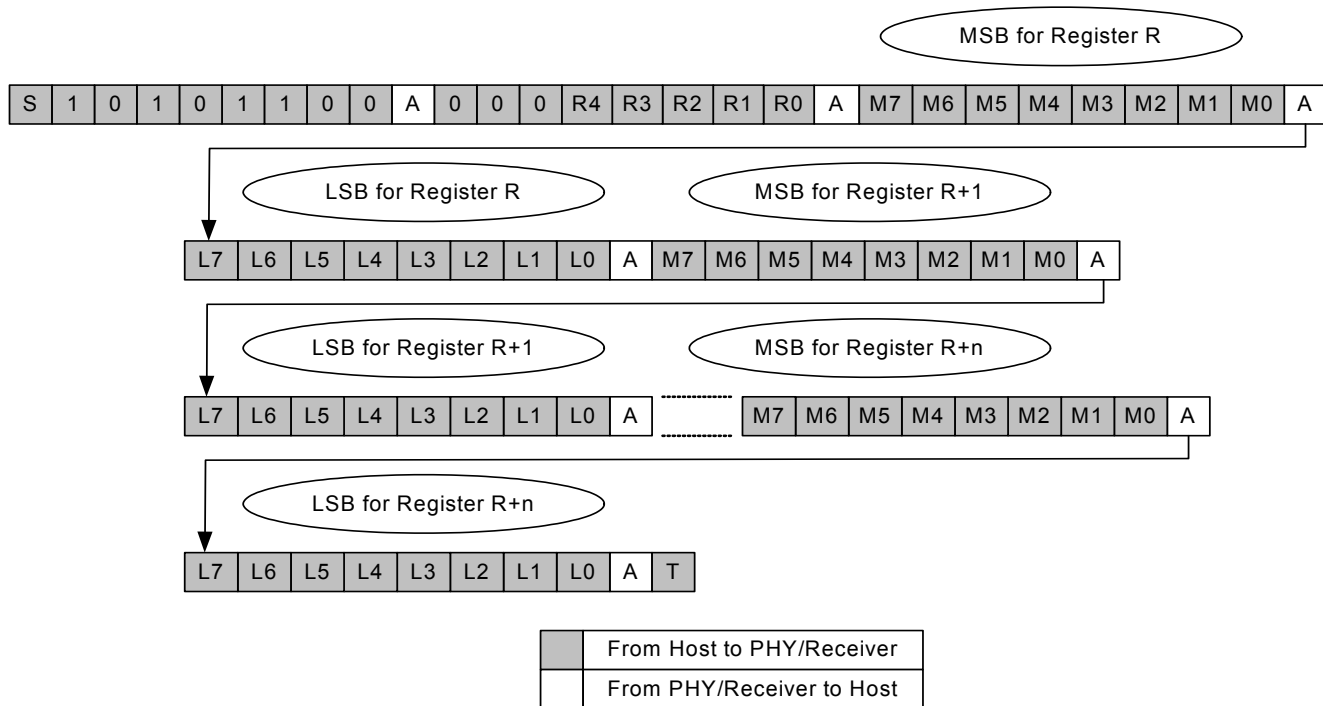 MSB for Register R
S 1 0 1 0 1 1 0 0 A 0 0 0 R4 R3 R2 R1 R0 A M7 M6 M5 M4 M3 M2 M1 M0 A
LSB for Register R MSB for Register R+1
L7 L6 L5 L4 L3 L2 L1 L0 A M7 M6 M5 M4 M3 M2 M1 M0 A
LSB for Register R+1 MSB for Register R+n
L7 L6 L5 L4 L3 L2 L1 L0 A M7 M6 M5 M4 M3 M2 M1 M0 A
LSB for Register R+n
L7 L6 L5 L4 L3 L2 L1 L0 A T
From Host to PHY/Receiver
From PHY/Receiver to Host